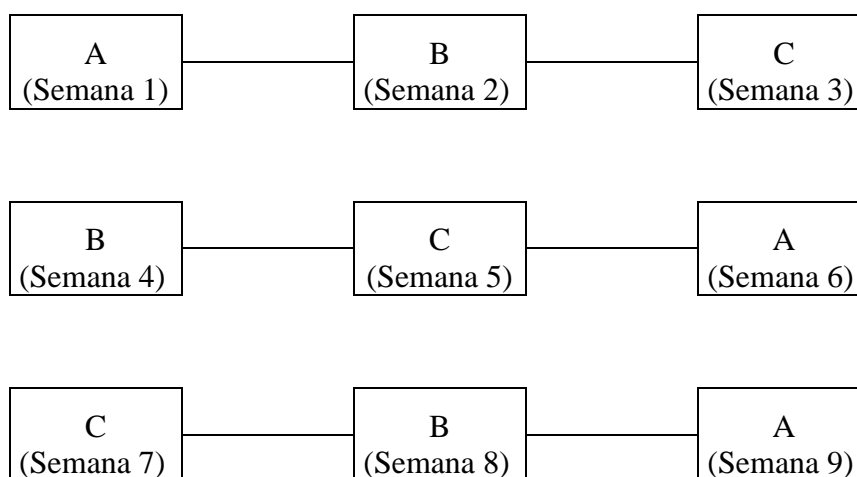 A
(Semana 1)
B
(Semana 2)
C
(Semana 3)
B
(Semana 4)
C
(Semana 5)
A
(Semana 6)
C
(Semana 7)
B
(Semana 8)
A
(Semana 9)